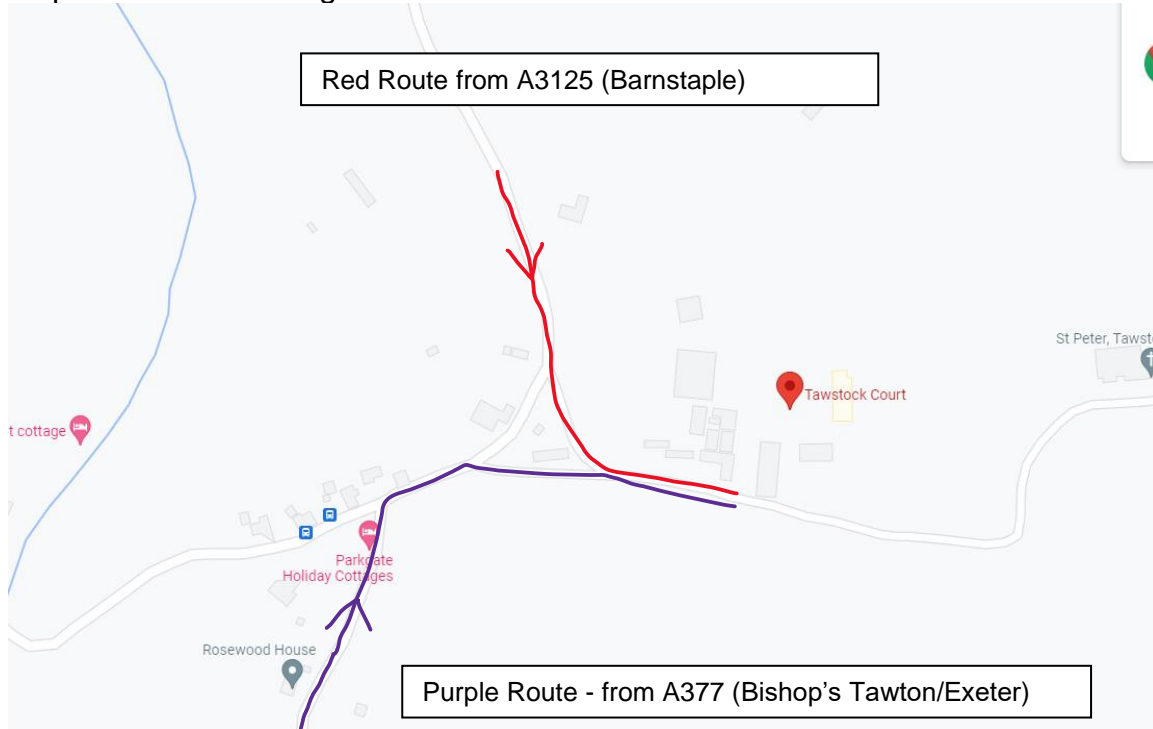 Red Route from A3125 (Barnstaple)
St Peter, Tawst
Tawstock Court
t cottage
Parkgate
Holiday Cottages
Rosewood House
Purple Route - from A377 (Bishop's Tawton/Exeter)